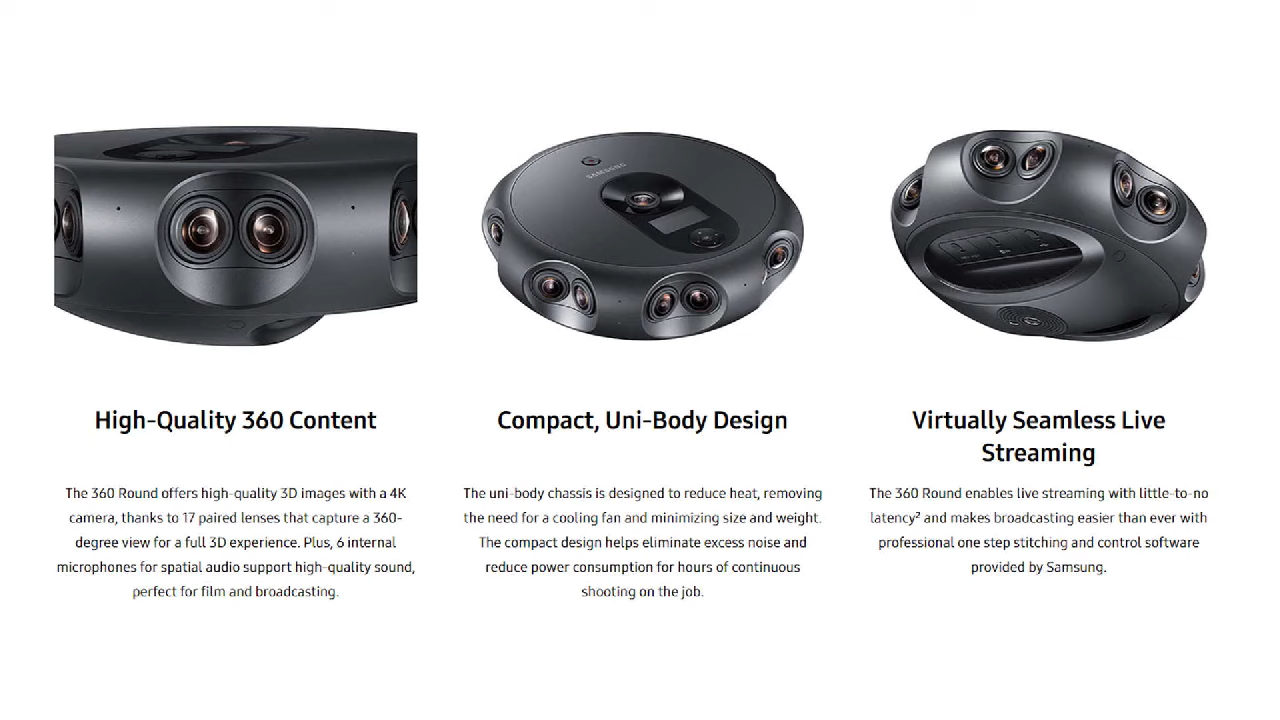 SAMSUNG
High-Quality 360 Content
The 360 Round offers high-quality 3D images with a 4K
camera, thanks to 17 paired lenses that capture a 360-
degree view for a full 3D experience. Plus, 6 internal
microphones for spatial audio support high-quality sound,
perfect for film and broadcasting.
Compact, Uni-Body Design
The uni-body chassis is designed to reduce heat, removing
the need for a cooling fan and minimizing size and weight.
The compact design helps eliminate excess noise and
reduce power consumption for hours of continuous
shooting on the job.
Virtually Seamless Live
Streaming
The 360 Round enables live streaming with little-to-no
latency² and makes broadcasting easier than ever with
professional one step stitching and control software
provided by Samsung.